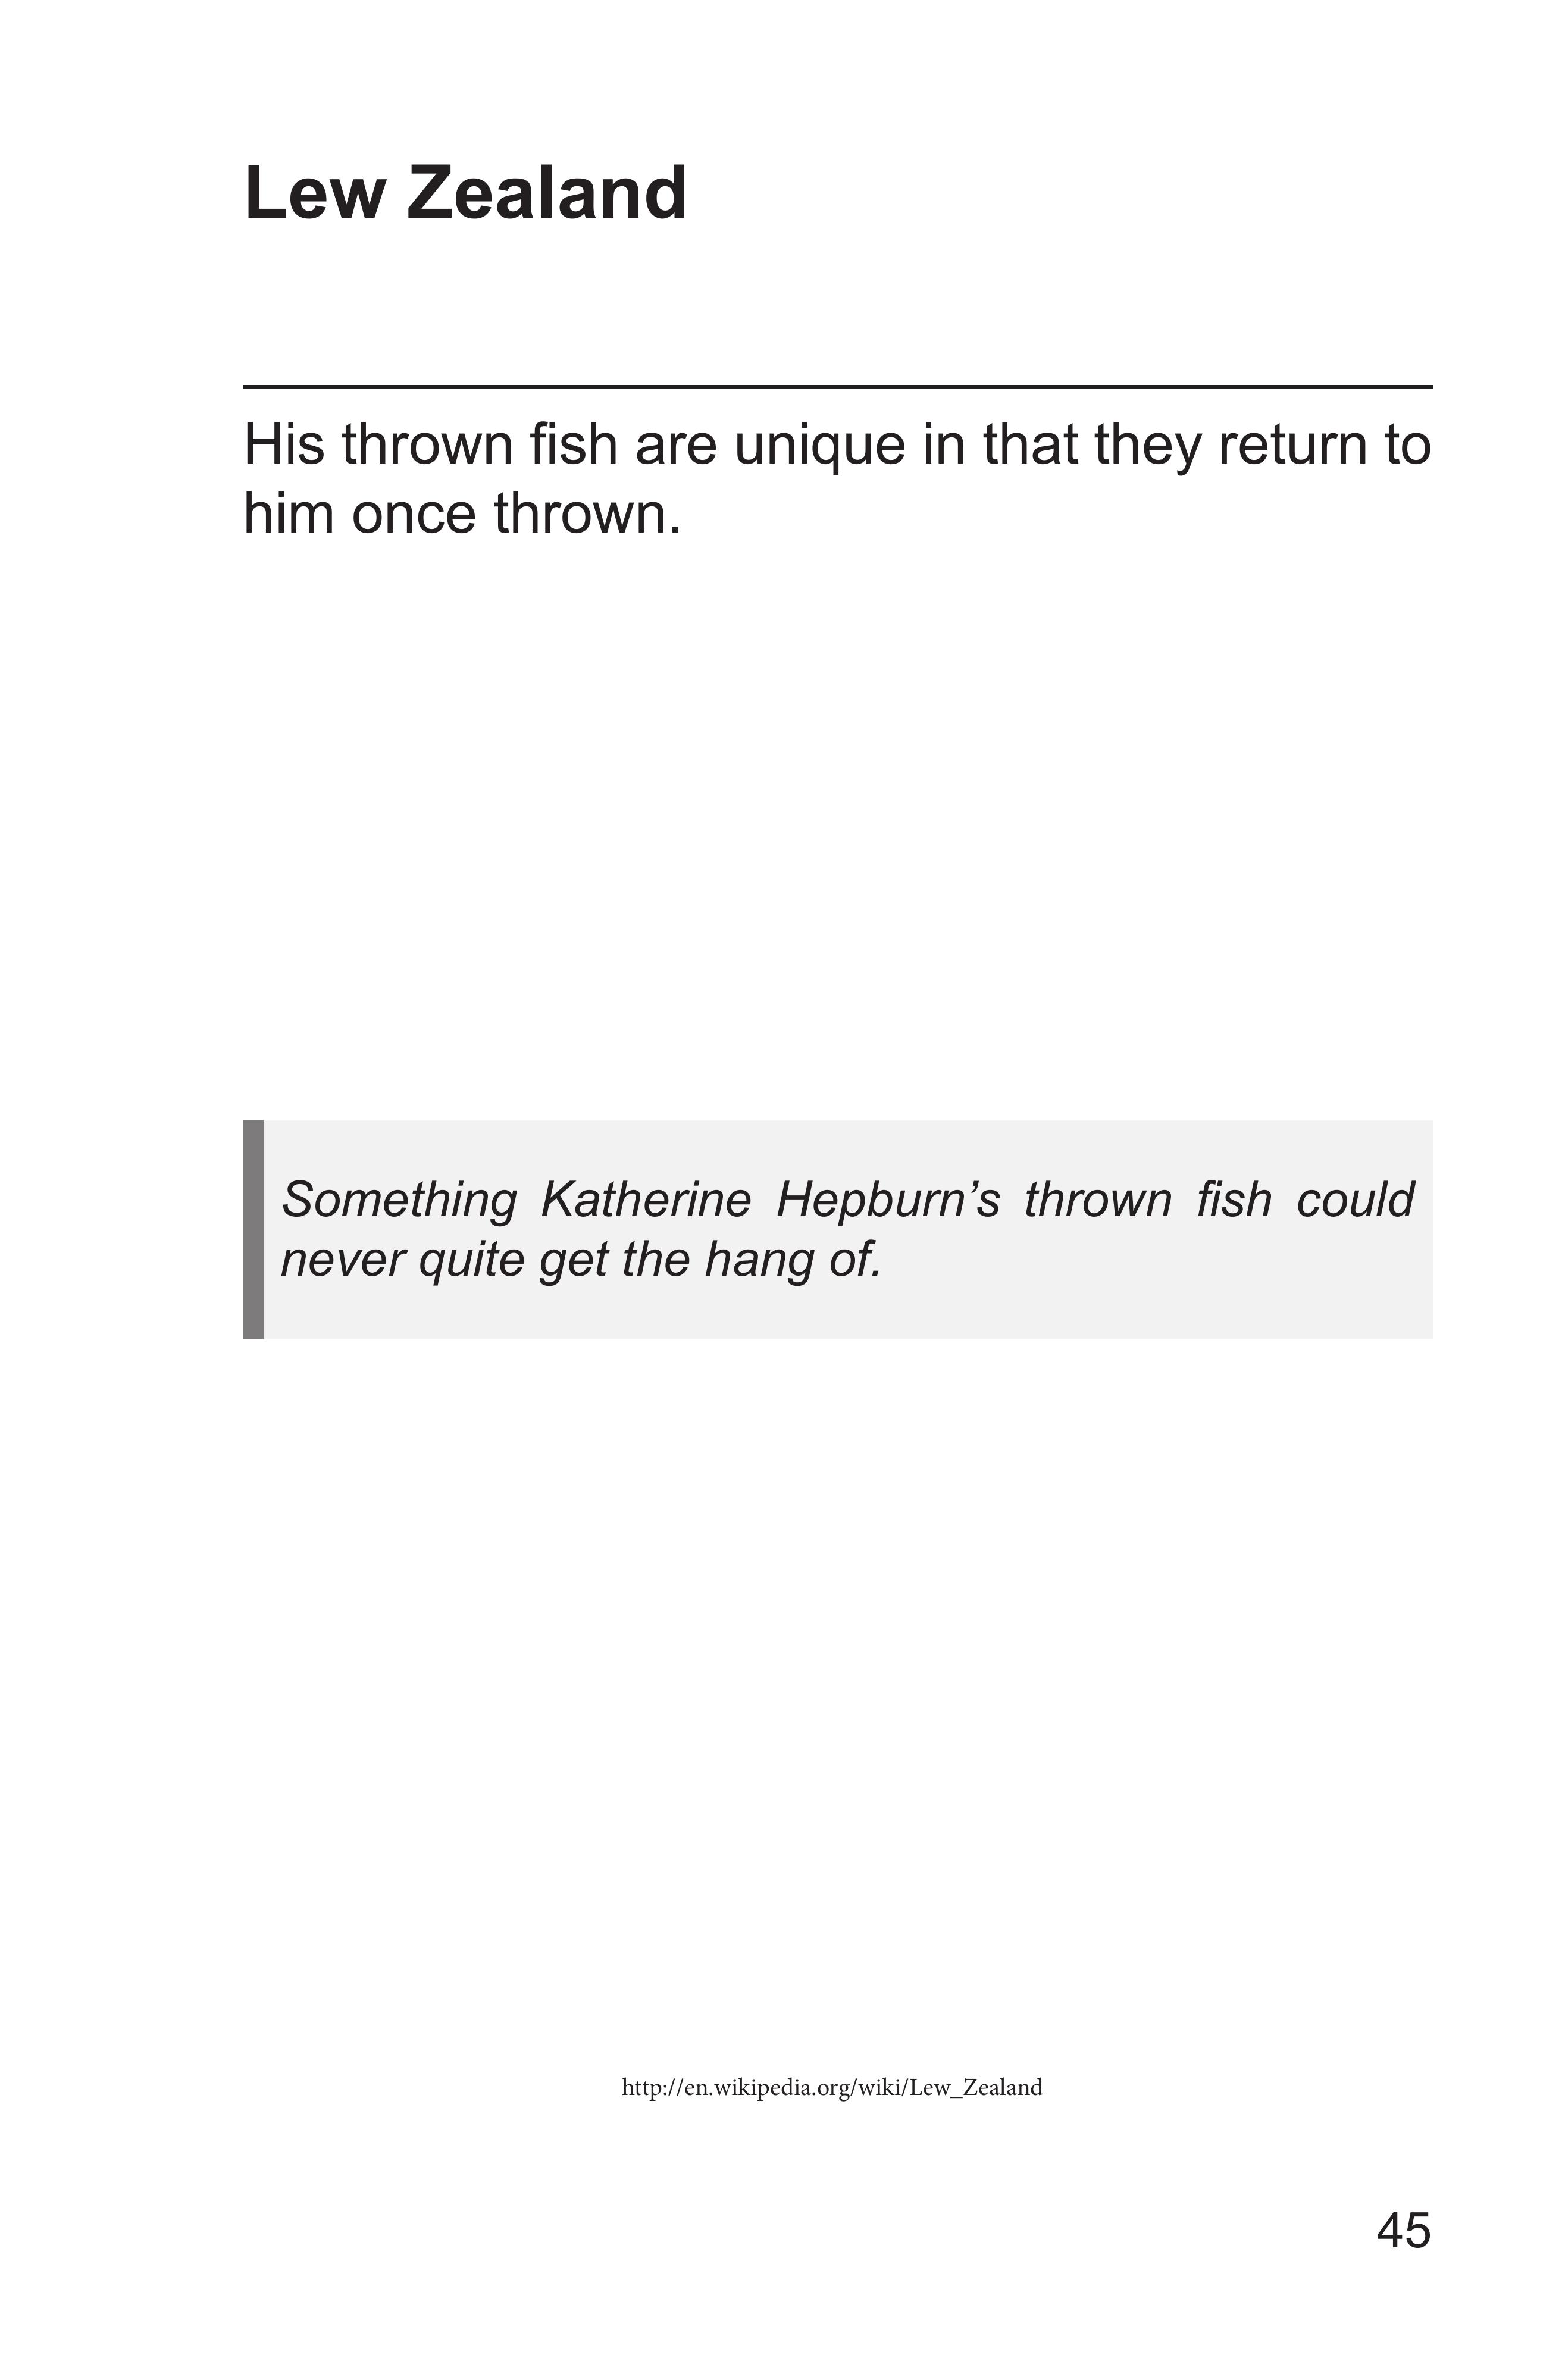 Lew Zealand
His thrown fish are unique in that they return to
him once thrown.
Something Katherine Hepburn’s thrown fish could
never quite get the hang of.
http://en.wikipedia.org/wiki/Lew_Zealand
45